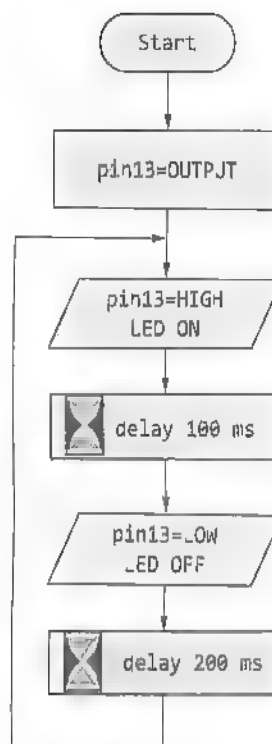 Start
pin13=OUTPUT
pin13=HIGH
LED ON
delay 100 ms
pin13=LOW
LED OFF
delay 200 ms